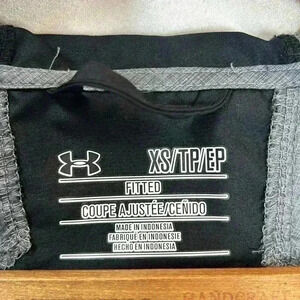 XS/TP/EP
FITTED
COUPE AJUSTÉE/CEÑIDO
MADE IN INDONESIA
FABRIQUÉ EN INDONÉSIE
HECHO EN INDONESIA